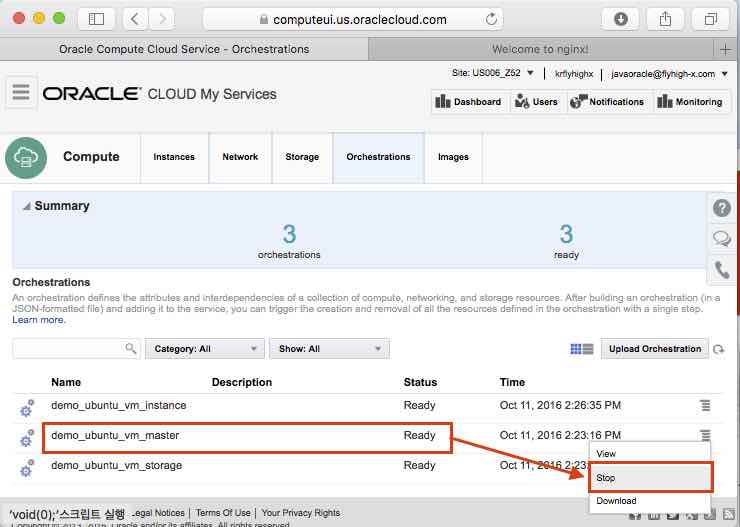 computeui.us.oraclecloud.com
Oracle Compute Cloud Service - Orchestrations
Welcome to nginx!
Site: US006_Z52
krflyhighx
javaoracle@flyhigh-x.com
ORACLE CLOUD My Services
Dashboard
Users
Notifications
Monitoring
Compute
Instances
Network
Storage
Orchestrations
Images
Summary
3
3
orchestrations
ready
Orchestrations
An orchestration defines the attributes and interdependencies of a collection of compute, networking, and storage resources. After building an orchestration (in a
JSON-formatted file) and adding it to the service, you can trigger the creation and removal of all the resources defined in the orchestration with a single step.
Learn more.
Category: All
Show: All
Upload Orchestration
Name Description Status Time
demo_ubuntu_vm_instance Ready Oct 11, 2016 2:26:35 PM
demo_ubuntu_vm_master Ready Oct 11, 2016 2:23:16 PM
demo_ubuntu_vm_storage Ready Oct 11, 2016 2:23:
View
Stop
Download
'void(0);'스크립트 실행
Legal Notices | Terms Of Use | Your Privacy Rights
and/or its affiliates. All rights reserved.